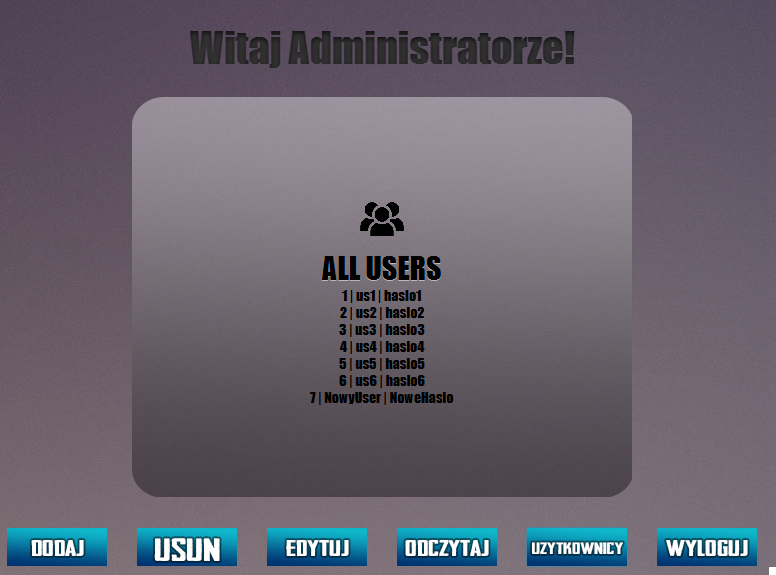 Witaj Administratorze!
ALL USERS
1 | us1 | haslo1
2 | us2 | haslo2
3 | us3 | haslo3
4 | us4 | haslo4
5 | us5 | haslo5
6 | us6 | haslo6
7 | NowyUser | NoweHaslo
DODAJ
USUN
EDYTUJ
ODCZYTAJ
UZYTKOWNICY
WYLOGUJ